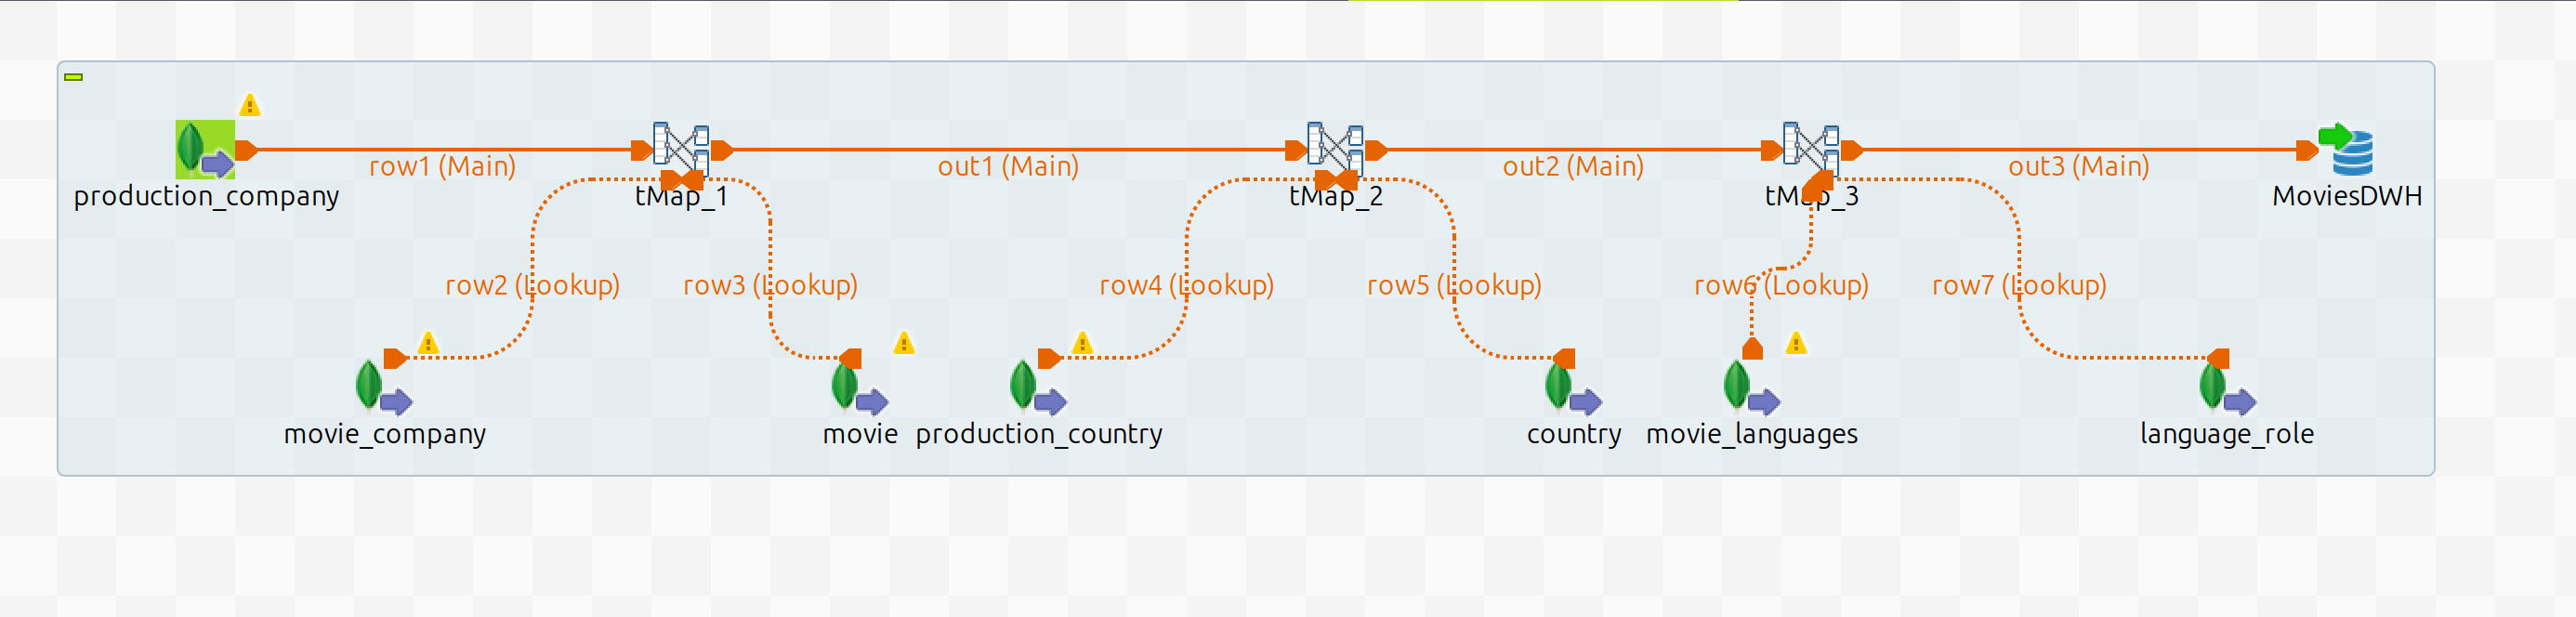 row1 (Main)
out1 (Main)
out2 (Main)
out3 (Main)
production_company
tMap_1
tMap_2
tMap_3
MoviesDWH
row2 (Lookup)
row3 (Lookup)
row4 (Lookup)
row5 (Lookup)
row6 (Lookup)
row7 (Lookup)
movie_company
movie
production_country
country
movie_languages
language_role